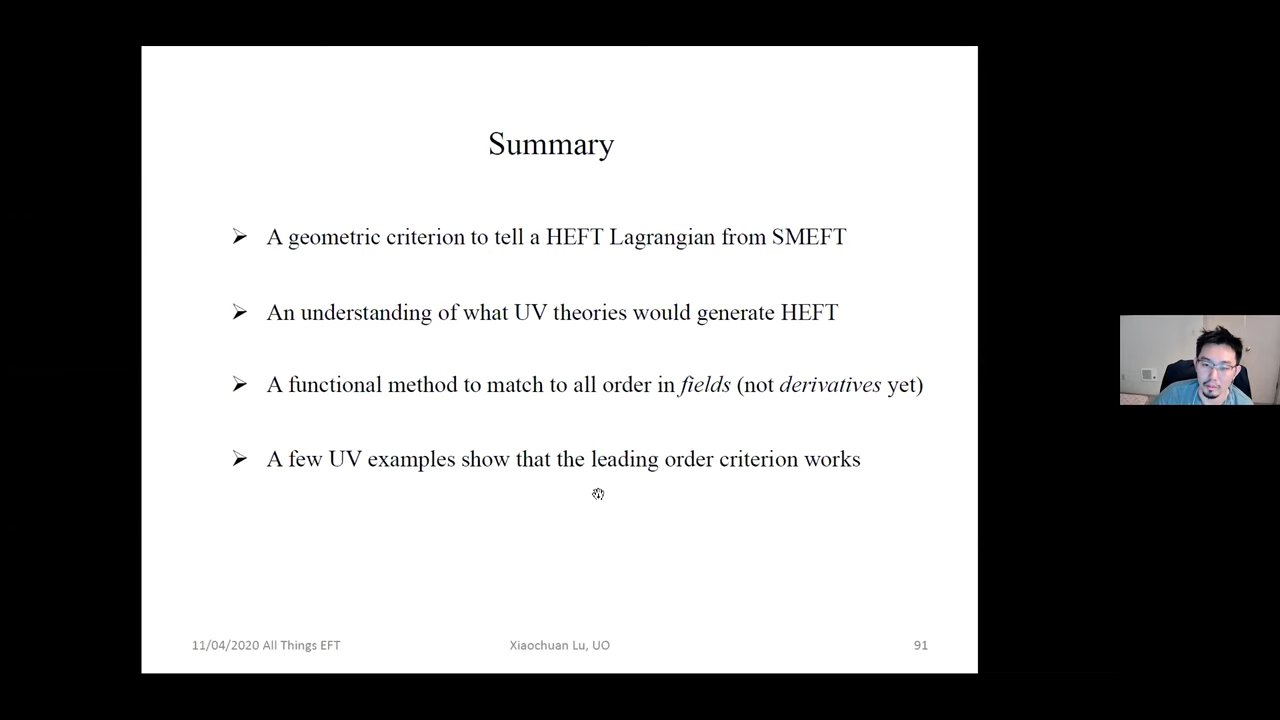 Summary
➢ A geometric criterion to tell a HEFT Lagrangian from SMEFT
➢ An understanding of what UV theories would generate HEFT
➢ A functional method to match to all order in fields (not derivatives yet)
➢ A few UV examples show that the leading order criterion works
11/04/2020 All Things EFT
Xiaochuan Lu, UO
91